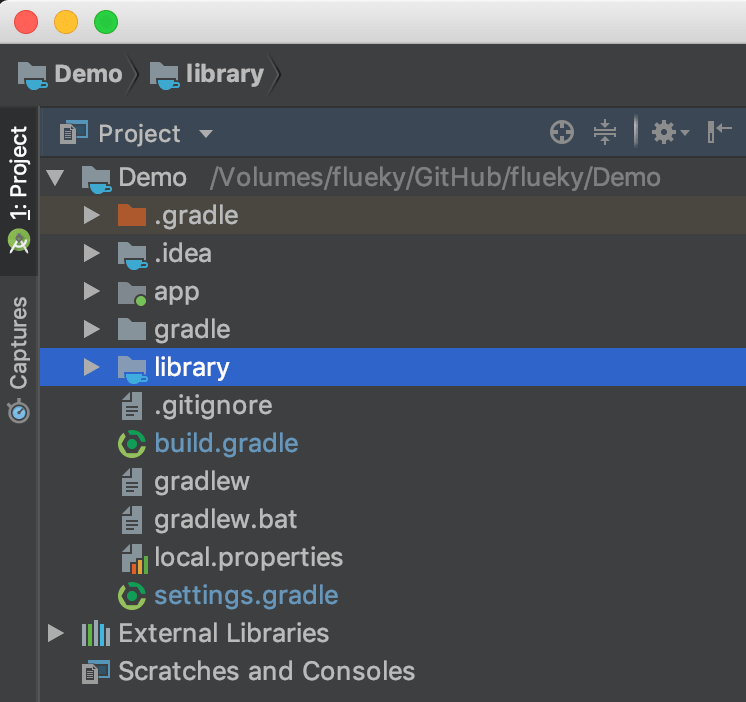 Demo library
1: Project
Captures
Project
Demo /Volumes/flueky/GitHub/flueky/Demo
.gradle
.idea
app
gradle
library
.gitignore
build.gradle
gradlew
gradlew.bat
local.properties
settings.gradle
External Libraries
Scratches and Consoles